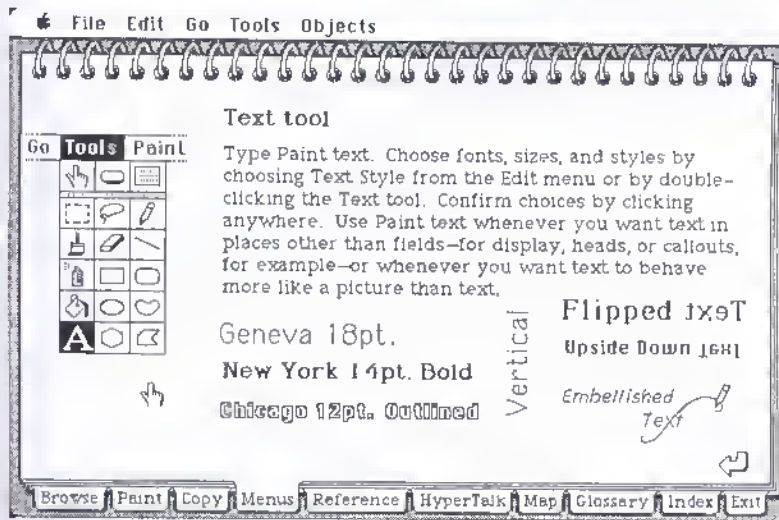 File Edit Go Tools Objects
Text tool
Go Tools Paint
Type Paint text. Choose fonts, sizes, and styles by
choosing Text Style from the Edit menu or by double-
clicking the Text tool. Confirm choices by clicking
anywhere. Use Paint text whenever you want text in
places other than fields—for display, heads, or callouts,
for example—or whenever you want text to behave
more like a picture than text.
A
Geneva 18pt.
New York 14pt. Bold
Chicago 12pt. Outlined
Vertical
Flipped Text
Upside Down Text
Embellished
Text
Browse Paint Copy Menus Reference HyperTalk Map Glossary Index Exit